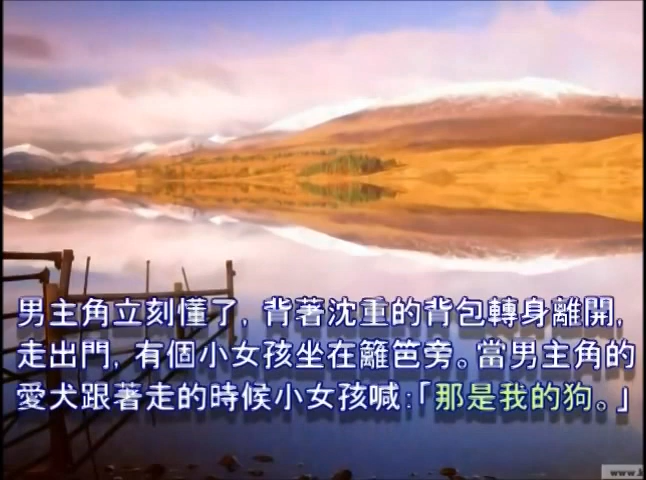 男主角立刻懂了, 背著沈重的背包轉身離開,
走出門, 有個小女孩坐在籬笆旁。當男主角的
愛犬跟著走的時候小女孩喊:「那是我的狗。」
www.k